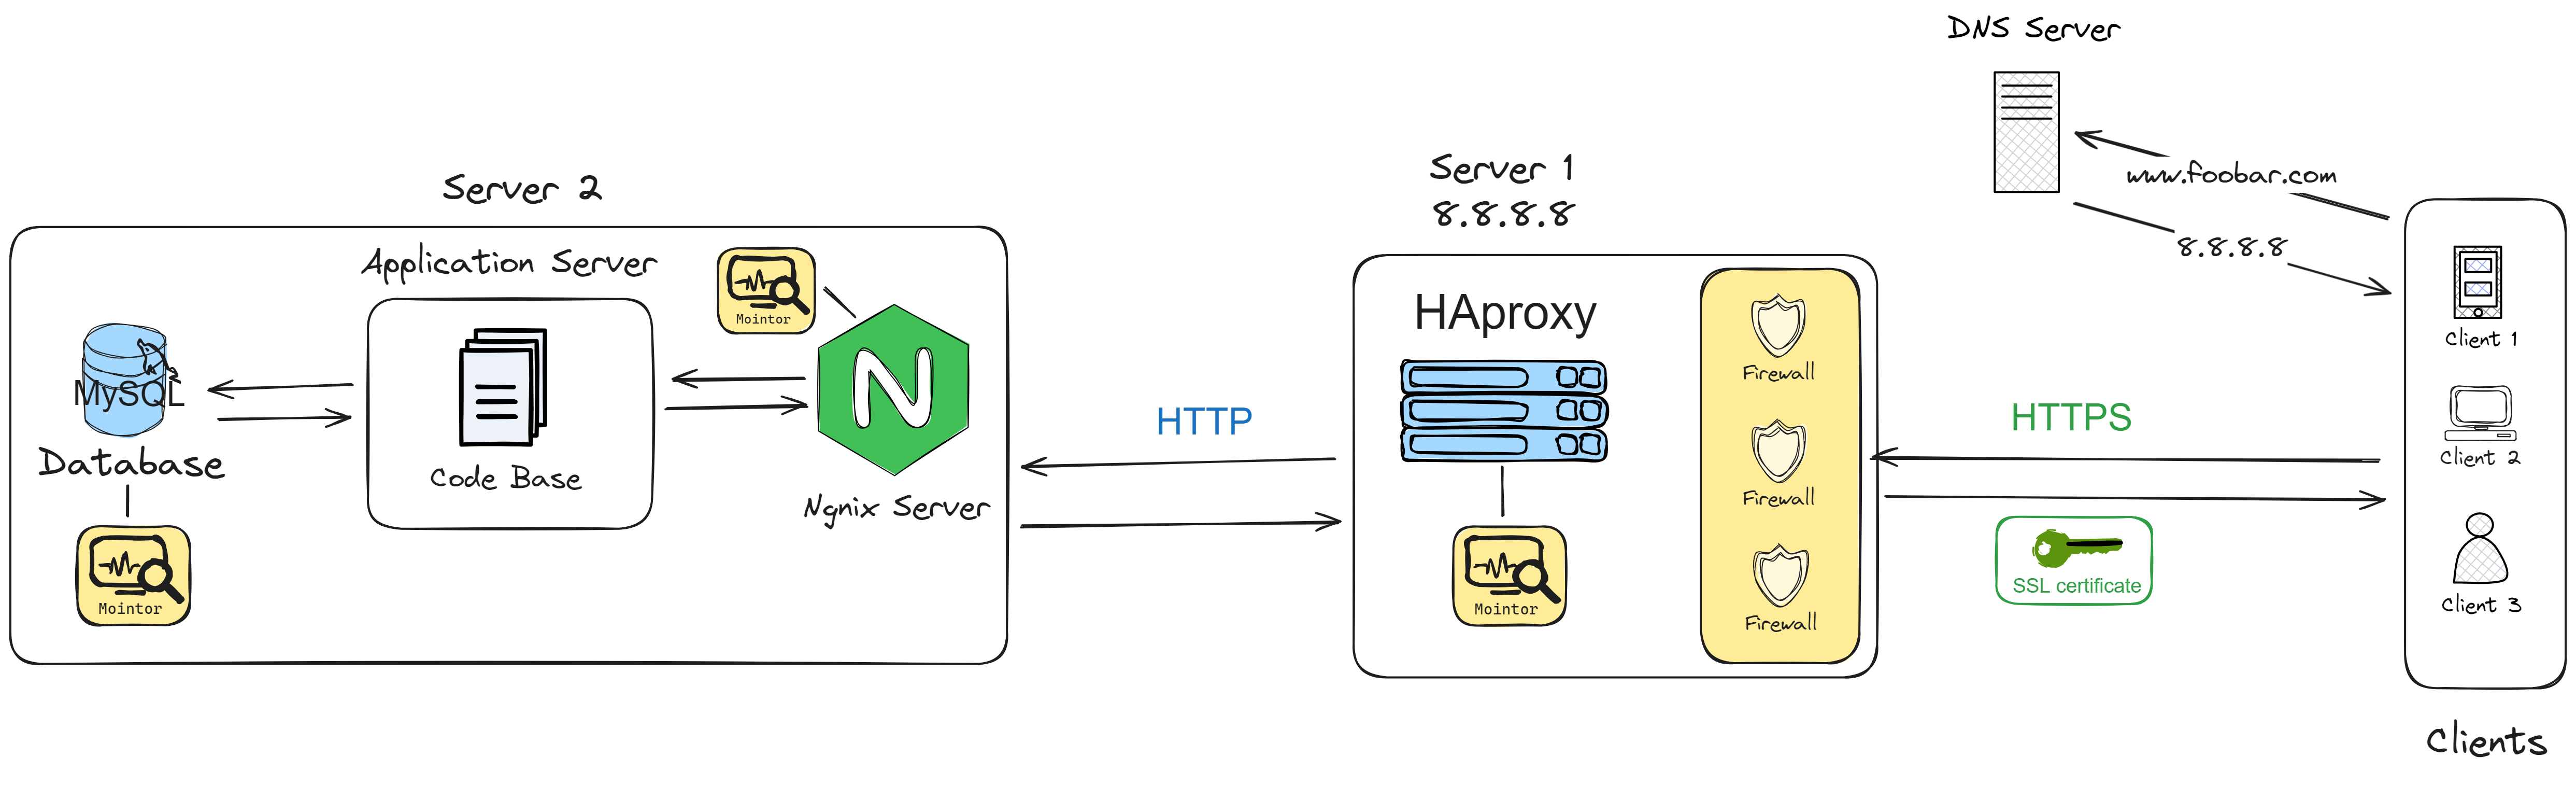 DNS Server
www.foobar.com
8.8.8.8
Server 1
8.8.8.8
Server 2
Application Server
Mointor
HAproxy
Firewall
Client 1
MySQL
N
HTTP
HTTPS
Firewall
Client 2
Database
Code Base
Ngnix Server
SSL certificate
Mointor
Mointor
Firewall
Client 3
Clients